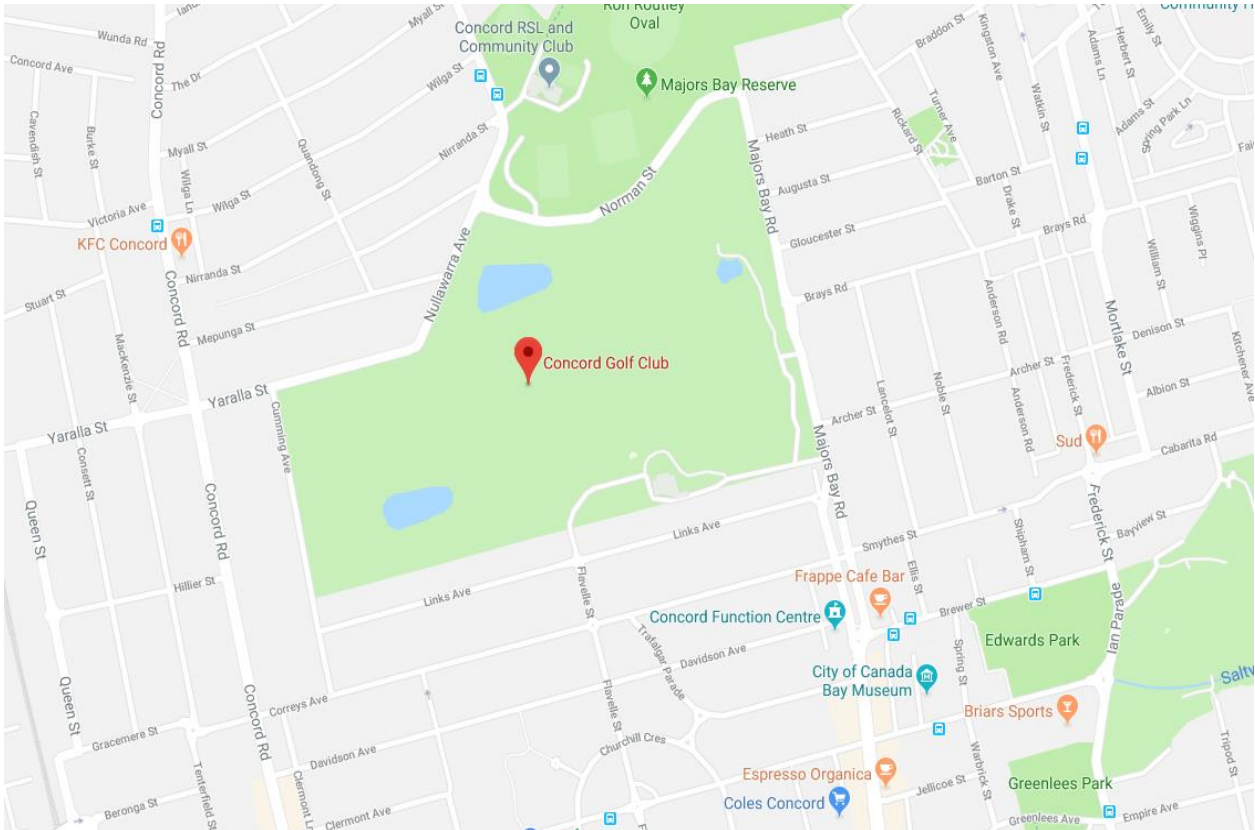 Ron Routley
Oval
Community H
Concord RSL and
Community Club
Majors Bay Reserve
Wunda Rd
Concord Ave
The Dr
Myall St
Wilga St
Nirranda St
Concord Rd
Cavendish St
Burke St
Myall St
Wilga Ln
Wilga St
Quandong St
Victoria Ave
KFC Concord
Nirranda St
Stuart St
Mepunga St
MacKenzie St
Concord Rd
Nullawarra Ave
Norman St
Majors Bay Rd
Heath St
Augusta St
Gloucester St
Brays Rd
Braddon St
Kingston Ave
Adams Ln
Herbert St
Emily St
Watkin St
Turner Ave
Rickard St
Adams St
Spring Park Ln
Fai
Barton St
Drake St
Brays Rd
Wiggins Pl
William St
Anderson Rd
Mortlake St
Denison St
Kitchener Ave
Concord Golf Club
Yaralla St
Yaralla St
Cumming Ave
Consett St
Queen St
Concord Rd
Archer St
Archer St
Lancelot St
Noble St
Anderson Rd
Frederick St
Albion St
Sud
Cabarita Rd
Majors Bay Rd
Links Ave
Smythes St
Shipham St
Frederick St
Bayview St
Hillier St
Links Ave
Flavelle St
Frappe Cafe Bar
Ellis St
Brewer St
Concord Function Centre
Edwards Park
Ian Parade
Trafalgar Parade
Davidson Ave
City of Canada
Bay Museum
Spring St
Saltw
Queen St
Concord Rd
Correys Ave
Flavelle St
Briars Sports
Gracemere St
Davidson Ave
Churchill Cres
Warbrick St
Tripod St
Tenterfield St
Clermont Ln
Espresso Organica
Jellicoe St
Greenlees Park
Coles Concord
Beronga St
Clermont Ave
Greenlees Ave
Empire Ave